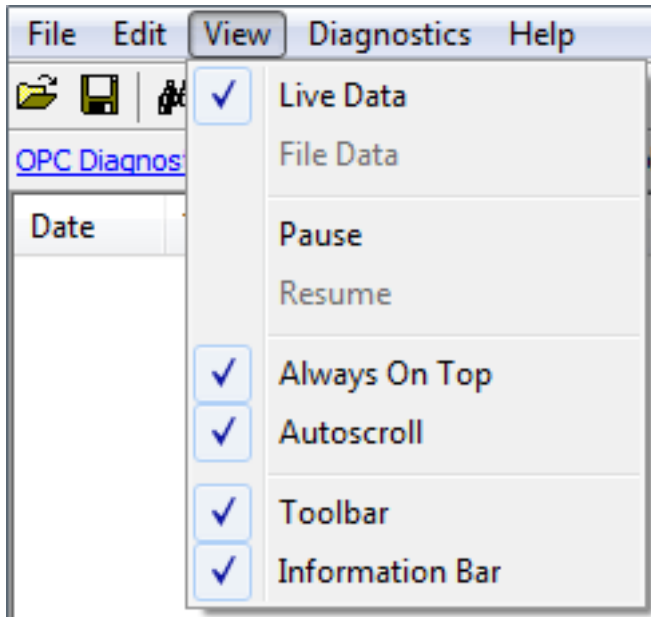 File Edit View Diagnostics Help
Live Data
OPC Diagnos
File Data
Date
Pause
Resume
Always On Top
Autoscroll
Toolbar
Information Bar